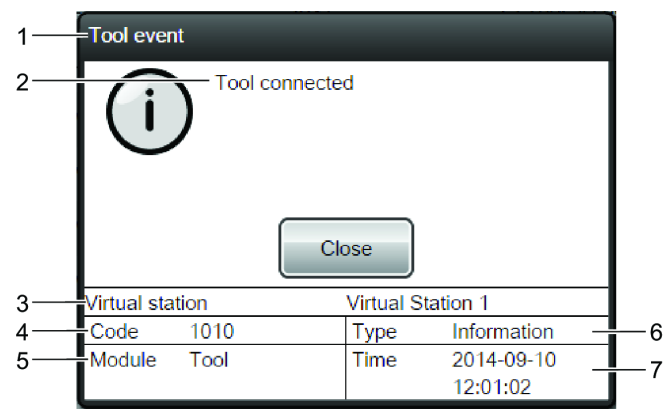 1 Tool event
2 Tool connected
i
Close
3 Virtual station Virtual Station 1
4 Code 1010 Type Information 6
5 Module Tool Time 2014-09-10 7
12:01:02